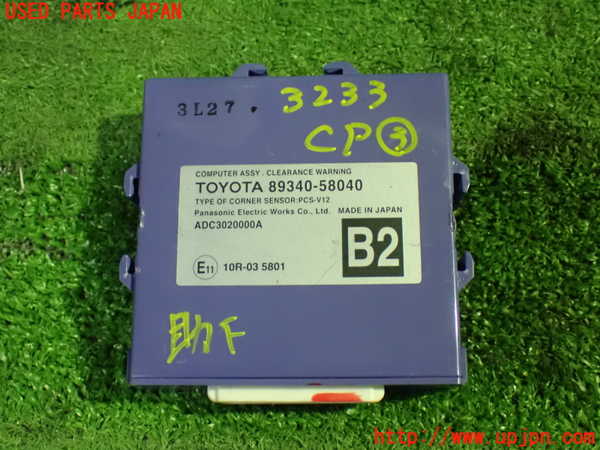 USED PARTS JAPAN
3L27.
3233
CP
COMPUTER ASSY, CLEARANCE WARNING
TOYOTA 89340-58040
TYPE OF CORNER SENSOR:PCS-V12
Panasonic Electric Works Co., Ltd. MADE IN JAPAN
ADC3020000A
B2
E11 10R-03 5801
助F
http://www.upjpn.com